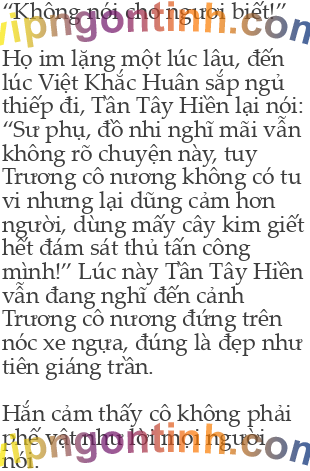 “Không nói cho người biết!”
Họ im lặng một lúc lâu, đến
lúc Việt Khắc Huân sắp ngủ
thiếp đi, Tần Tây Hiền lại nói:
“Sư phụ, đồ nhi nghĩ mãi vẫn
không rõ chuyện này, tuy
Trương cô nương không có tu
vi nhưng lại dũng cảm hơn
người, dùng mấy cây kim giết
hết đám sát thủ tấn công
mình!” Lúc này Tần Tây Hiền
vẫn đang nghĩ đến cảnh
Trương cô nương đứng trên
nóc xe ngựa, đúng là đẹp như
tiên giáng trần.
Hắn cảm thấy cô không phải
phế vật như lời mọi người
nói.
vipngontinh.com
vipngontinh.com